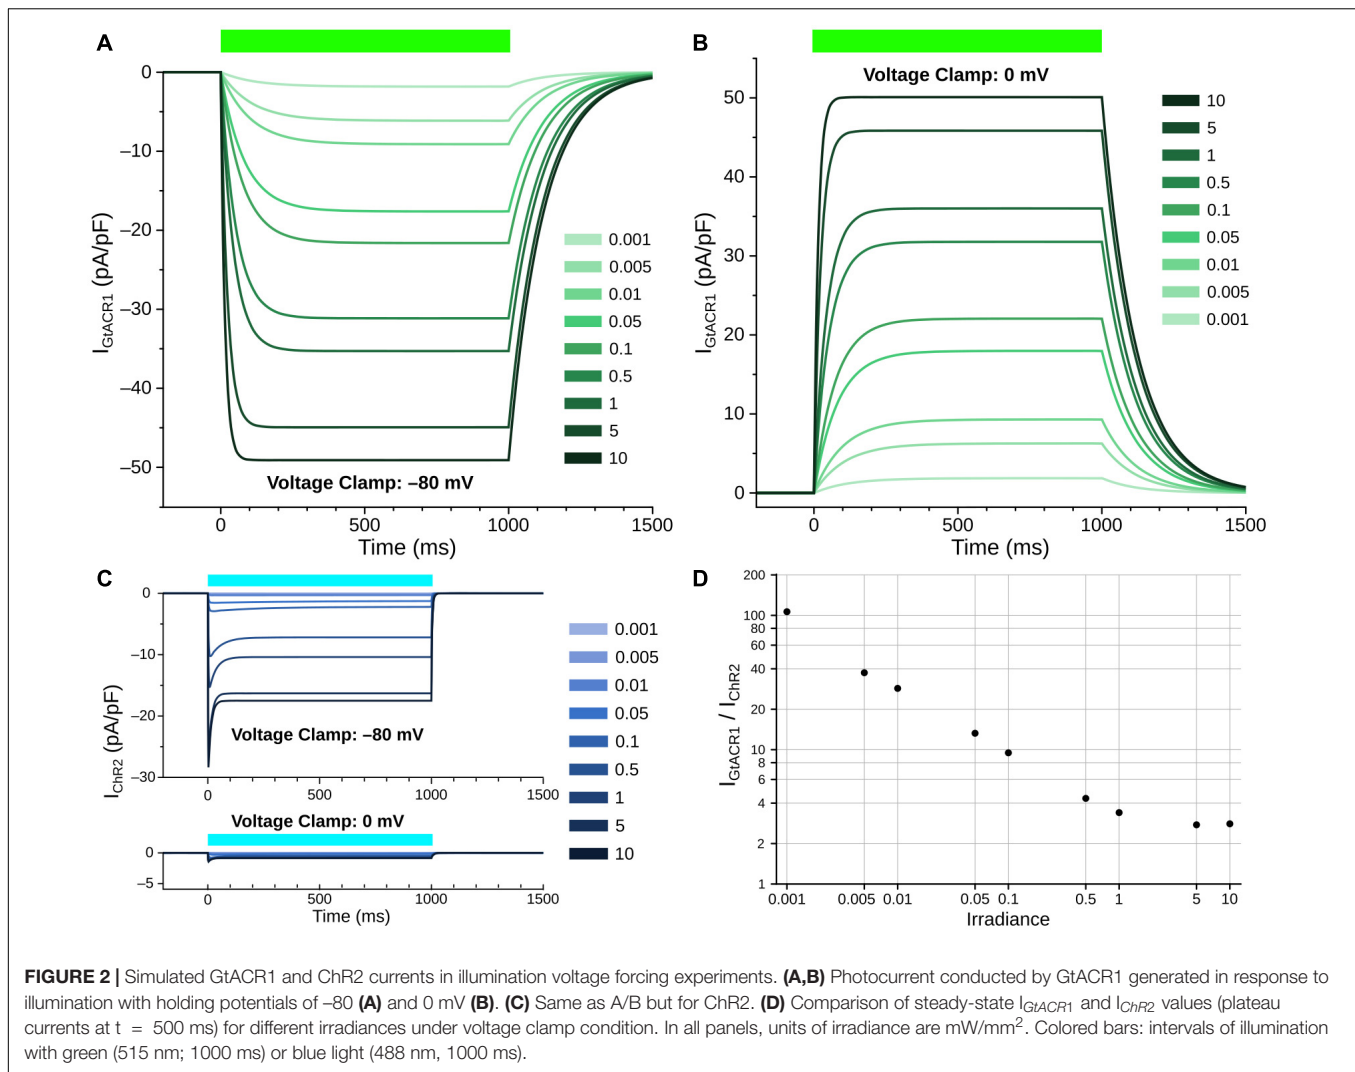 A
0
–10
–20
–30
–40
–50
I_GtACR1 (pA/pF)
0.001
0.005
0.01
0.05
0.1
0.5
1
5
10
Voltage Clamp: –80 mV
0 500 1000 1500
Time (ms)
B
Voltage Clamp: 0 mV
50
40
30
20
10
0
I_GtACR1 (pA/pF)
10
5
1
0.5
0.1
0.05
0.01
0.005
0.001
0 500 1000 1500
Time (ms)
C
0
–10
–20
–30
I_ChR2 (pA/pF)
Voltage Clamp: –80 mV
0 500 1000 1500
0.001
0.005
0.01
0.05
0.1
0.5
1
5
10
Voltage Clamp: 0 mV
0
–5
0 500 1000 1500
Time (ms)
D
200
100
80
60
40
20
10
8
6
4
2
1
I_GtACR1 / I_ChR2
0.001 0.005 0.01 0.05 0.1 0.5 1 5 10
Irradiance
FIGURE 2 | Simulated GtACR1 and ChR2 currents in illumination voltage forcing experiments. (A,B) Photocurrent conducted by GtACR1 generated in response to
illumination with holding potentials of –80 (A) and 0 mV (B). (C) Same as A/B but for ChR2. (D) Comparison of steady-state I_GtACR1 and I_ChR2 values (plateau
currents at t = 500 ms) for different irradiances under voltage clamp condition. In all panels, units of irradiance are mW/mm². Colored bars: intervals of illumination
with green (515 nm; 1000 ms) or blue light (488 nm, 1000 ms).